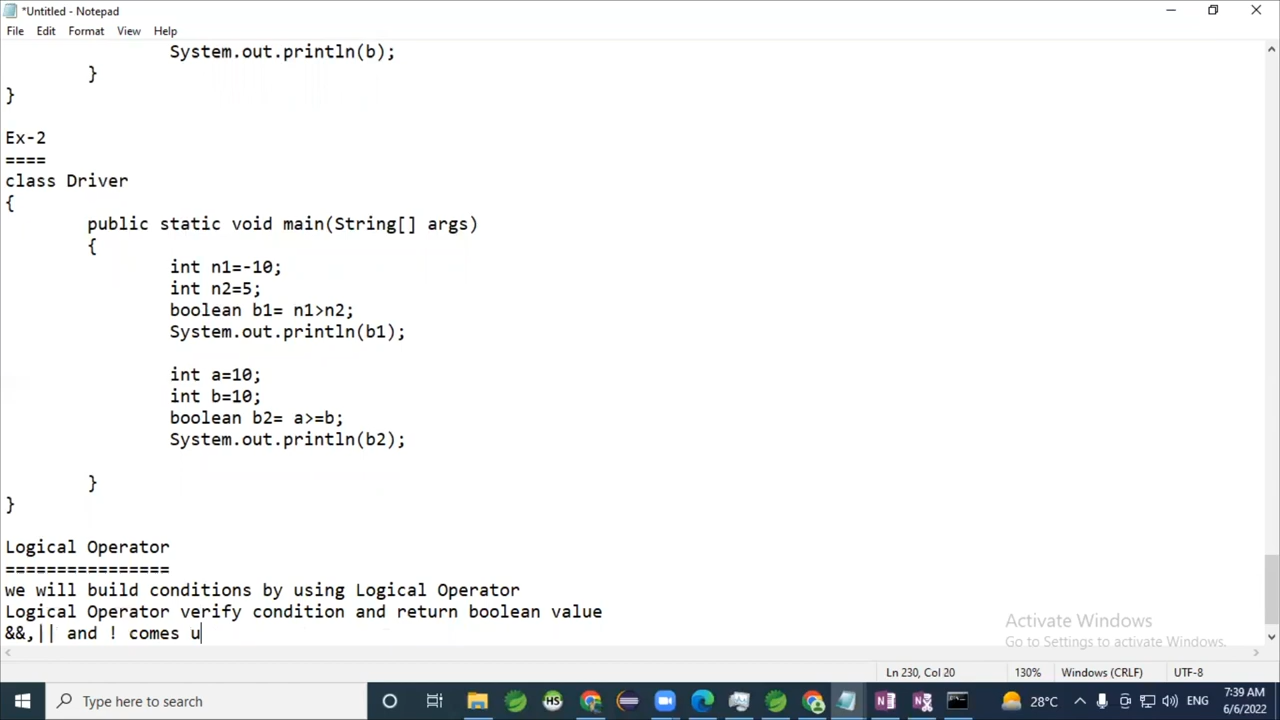 *Untitled - Notepad
File Edit Format View Help
System.out.println(b);
}
}
Ex-2
====
class Driver
{
public static void main(String[] args)
{
int n1=-10;
int n2=5;
boolean b1= n1>n2;
System.out.println(b1);
int a=10;
int b=10;
boolean b2= a>=b;
System.out.println(b2);
}
}
Logical Operator
================
we will build conditions by using Logical Operator
Logical Operator verify condition and return boolean value
&&,|| and ! comes u
Activate Windows
Go to Settings to activate Windows.
Ln 230, Col 20 130% Windows (CRLF) UTF-8
Type here to search HS 28°C ENG 7:39 AM
6/6/2022